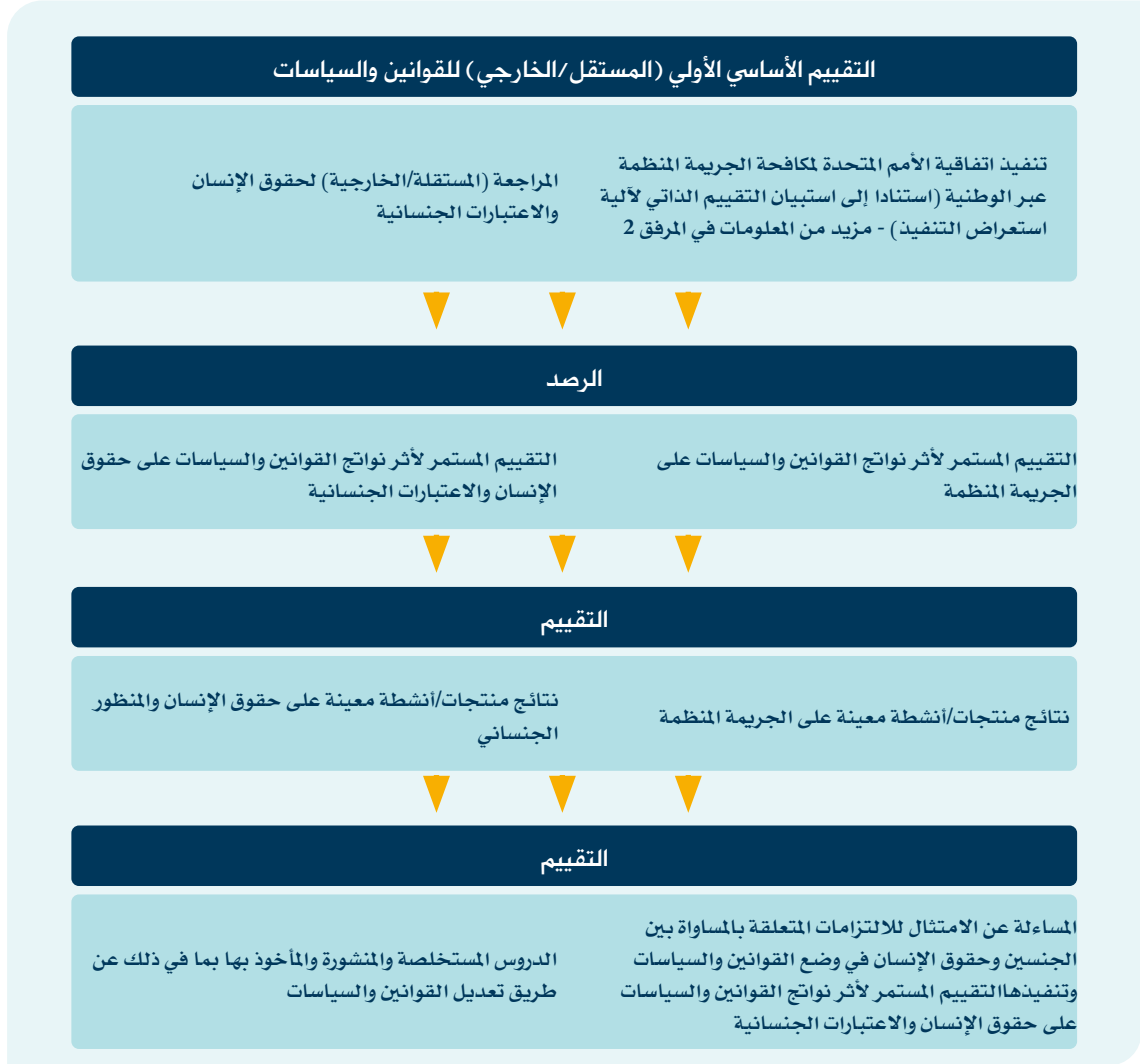 التقييم الأساسي الأولي (المستقل/الخارجي) للقوانين والسياسات
تنفيذ اتفاقية الأمم المتحدة لمكافحة الجريمة المنظمة
عبر الوطنية (استنادا إلى استبيان التقييم الذاتي لآلية
استعراض التنفيذ) - مزيد من المعلومات في المرفق 2
المراجعة (المستقلة/الخارجية) لحقوق الإنسان
والاعتبارات الجنسانية
الرصد
التقييم المستمر لأثر نواتج القوانين والسياسات على
الجريمة المنظمة
التقييم المستمر لأثر نواتج القوانين والسياسات على حقوق
الإنسان والاعتبارات الجنسانية
التقييم
نتائج منتجات/أنشطة معينة على الجريمة المنظمة
نتائج منتجات/أنشطة معينة على حقوق الإنسان والمنظور
الجنساني
التقييم
المساءلة عن الامتثال للالتزامات المتعلقة بالمساواة بين
الجنسين وحقوق الإنسان في وضع القوانين والسياسات
وتنفيذهاالتقييم المستمر لأثر نواتج القوانين والسياسات
على حقوق الإنسان والاعتبارات الجنسانية
الدروس المستخلصة والمنشورة والمأخوذ بها بما في ذلك عن
طريق تعديل القوانين والسياسات